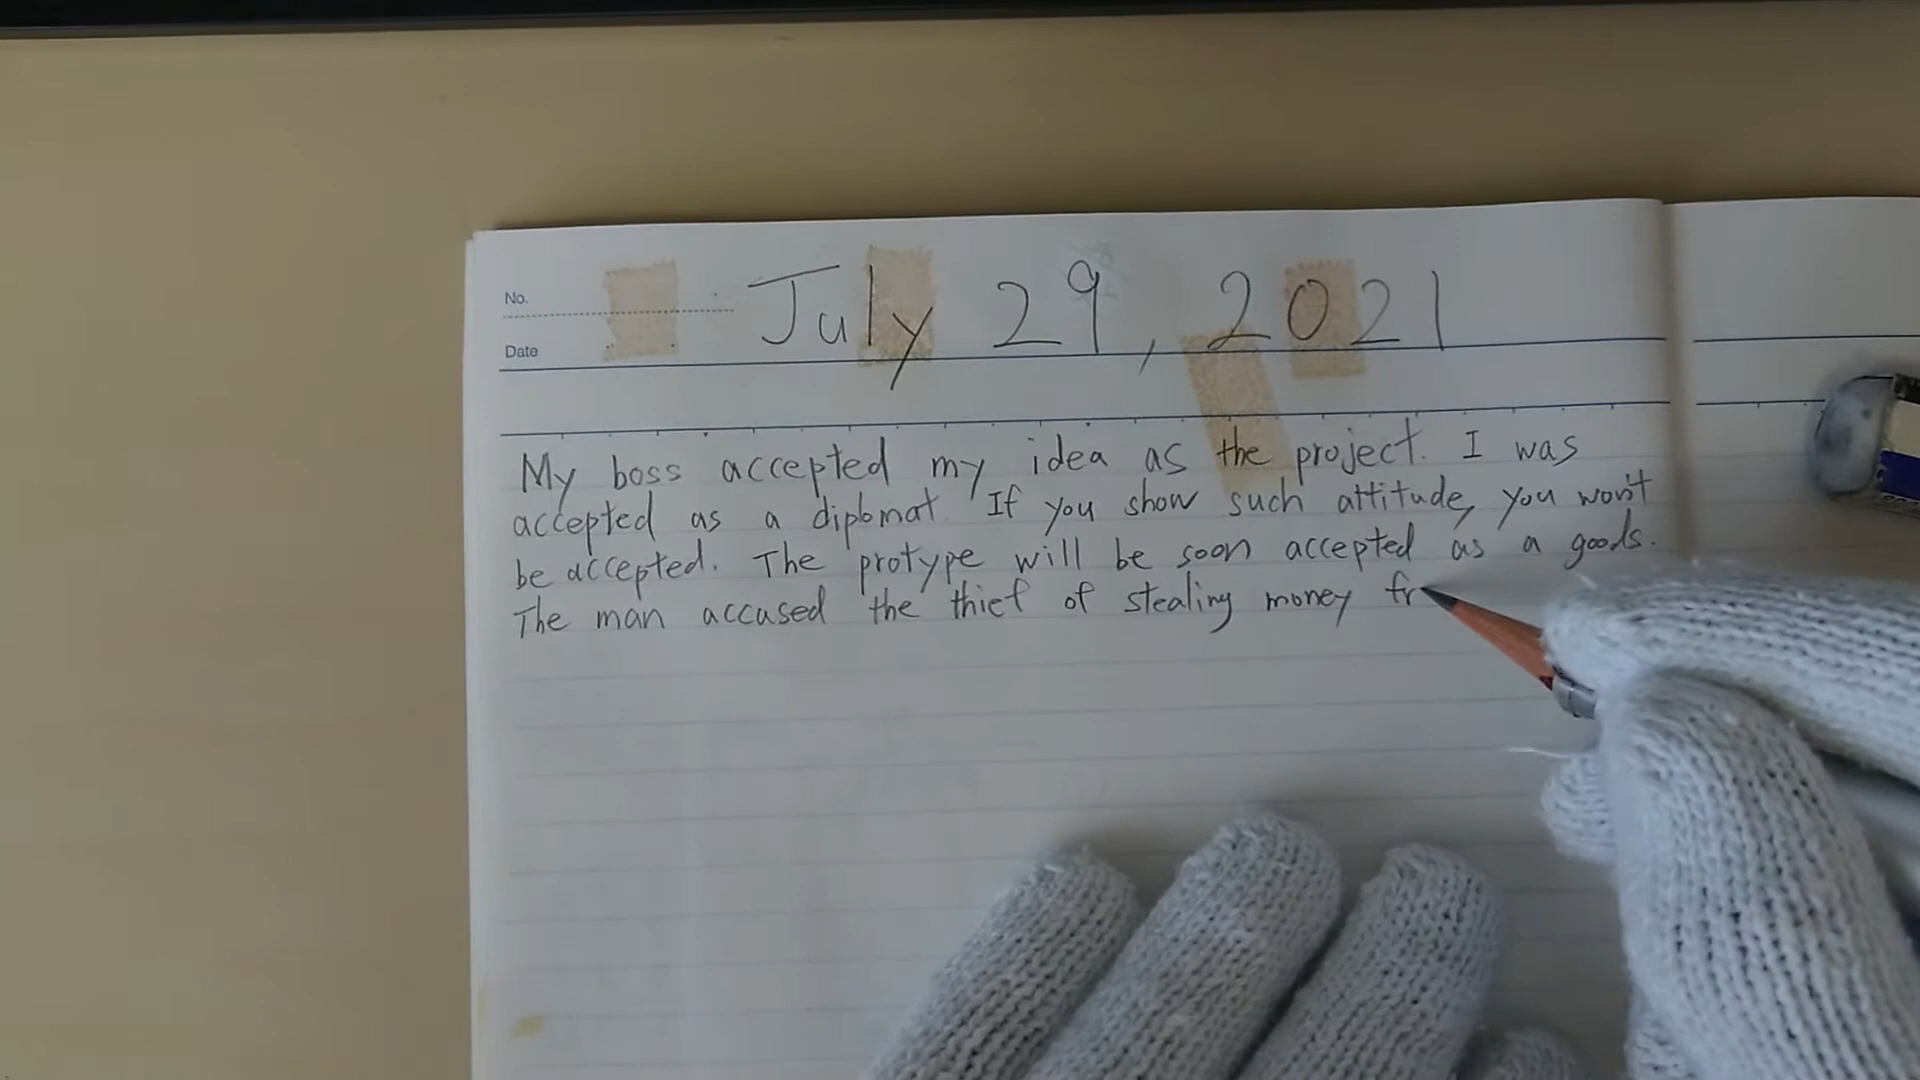 No.
Date
July 29, 2021
My boss accepted my idea as the project. I was
accepted as a diplomat. If you show such attitude, you won't
be accepted. The protype will be soon accepted as a goods.
The man accused the thief of stealing money fr